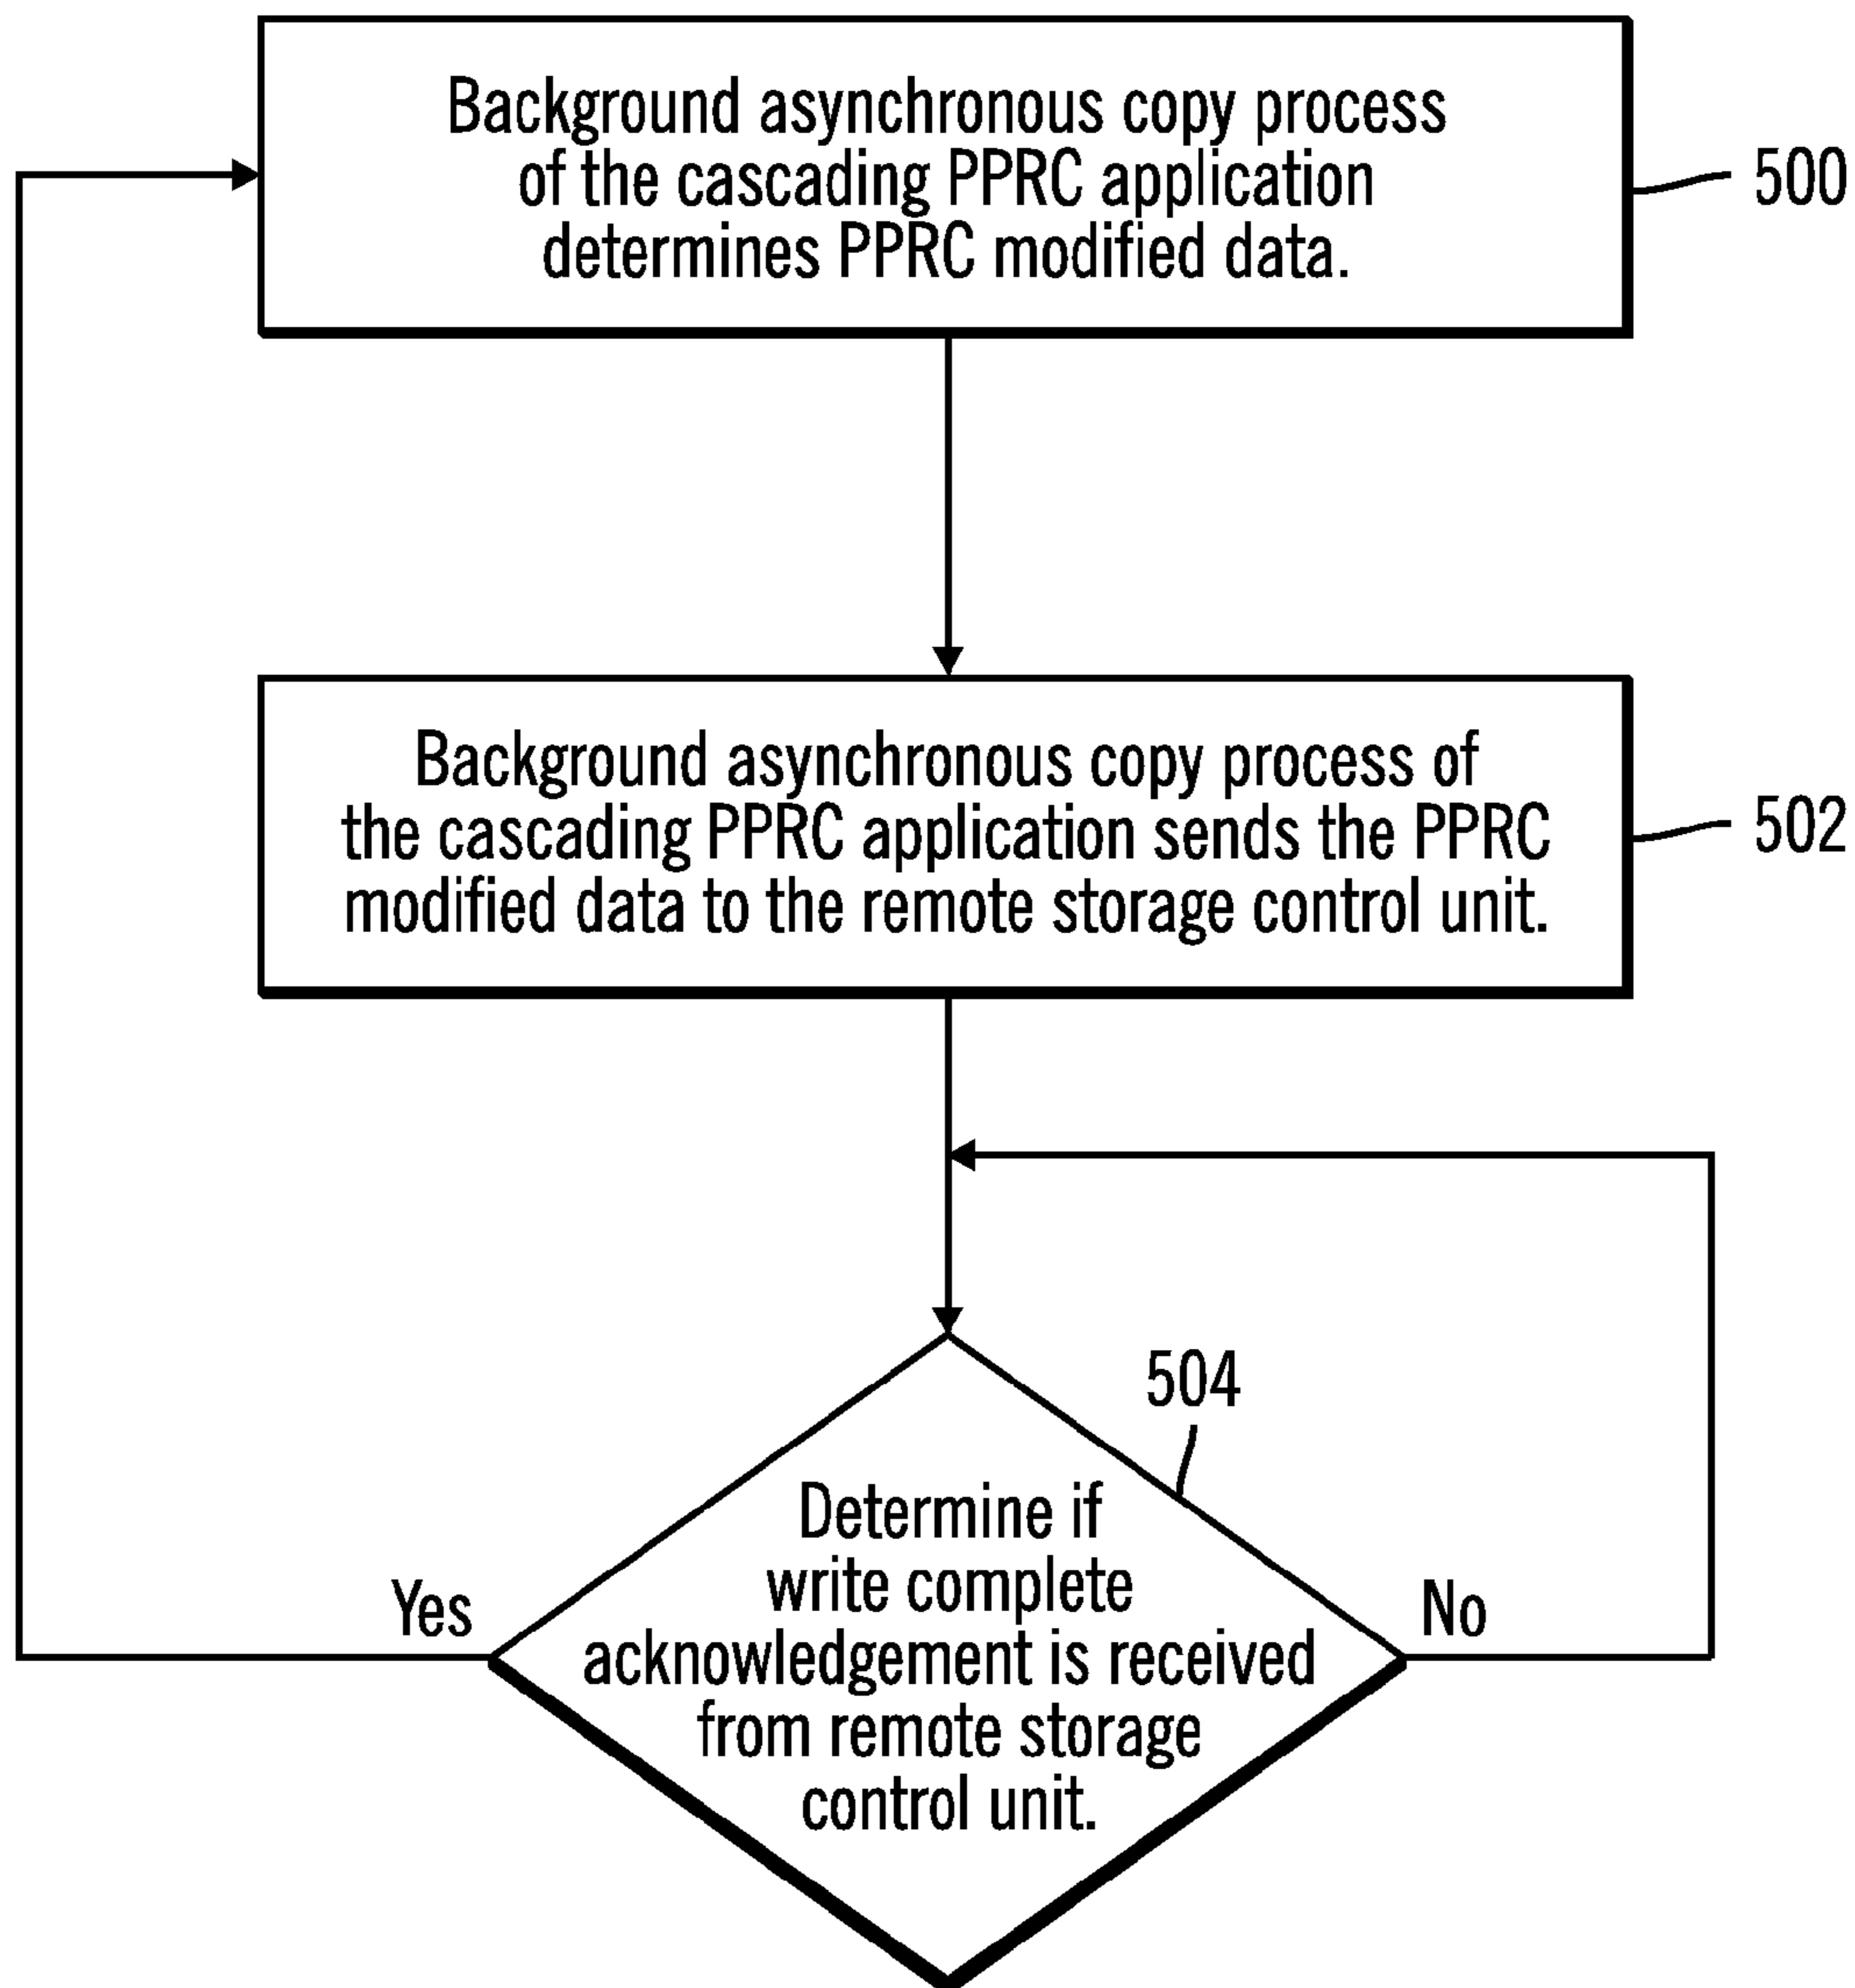 Background asynchronous copy process
of the cascading PPRC application
determines PPRC modified data.
500
Background asynchronous copy process of
the cascading PPRC application sends the PPRC
modified data to the remote storage control unit.
502
504
Determine if
write complete
acknowledgement is received
from remote storage
control unit.
Yes
No